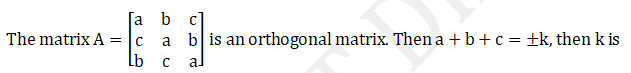 The matrix A = [a b c; c a b; b c a] is an orthogonal matrix. Then a + b + c = ±k, then k is